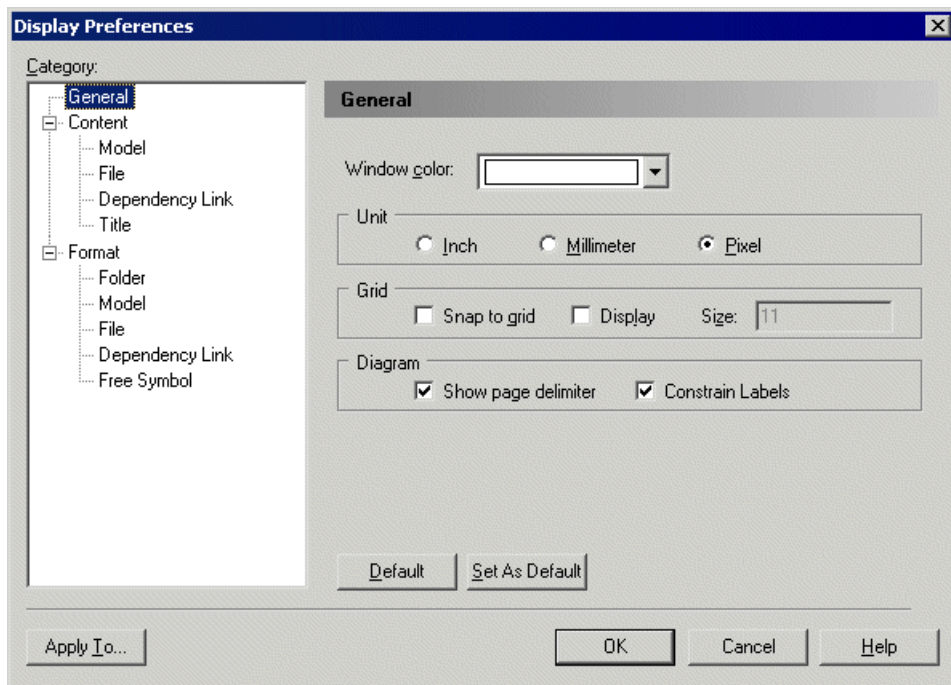 Display Preferences
Category:
General
Content
Model
File
Dependency Link
Title
Format
Folder
Model
File
Dependency Link
Free Symbol
General
Window color:
Unit
Inch Millimeter Pixel
Grid
Snap to grid Display Size: 11
Diagram
Show page delimiter Constrain Labels
Default Set As Default
Apply To... OK Cancel Help